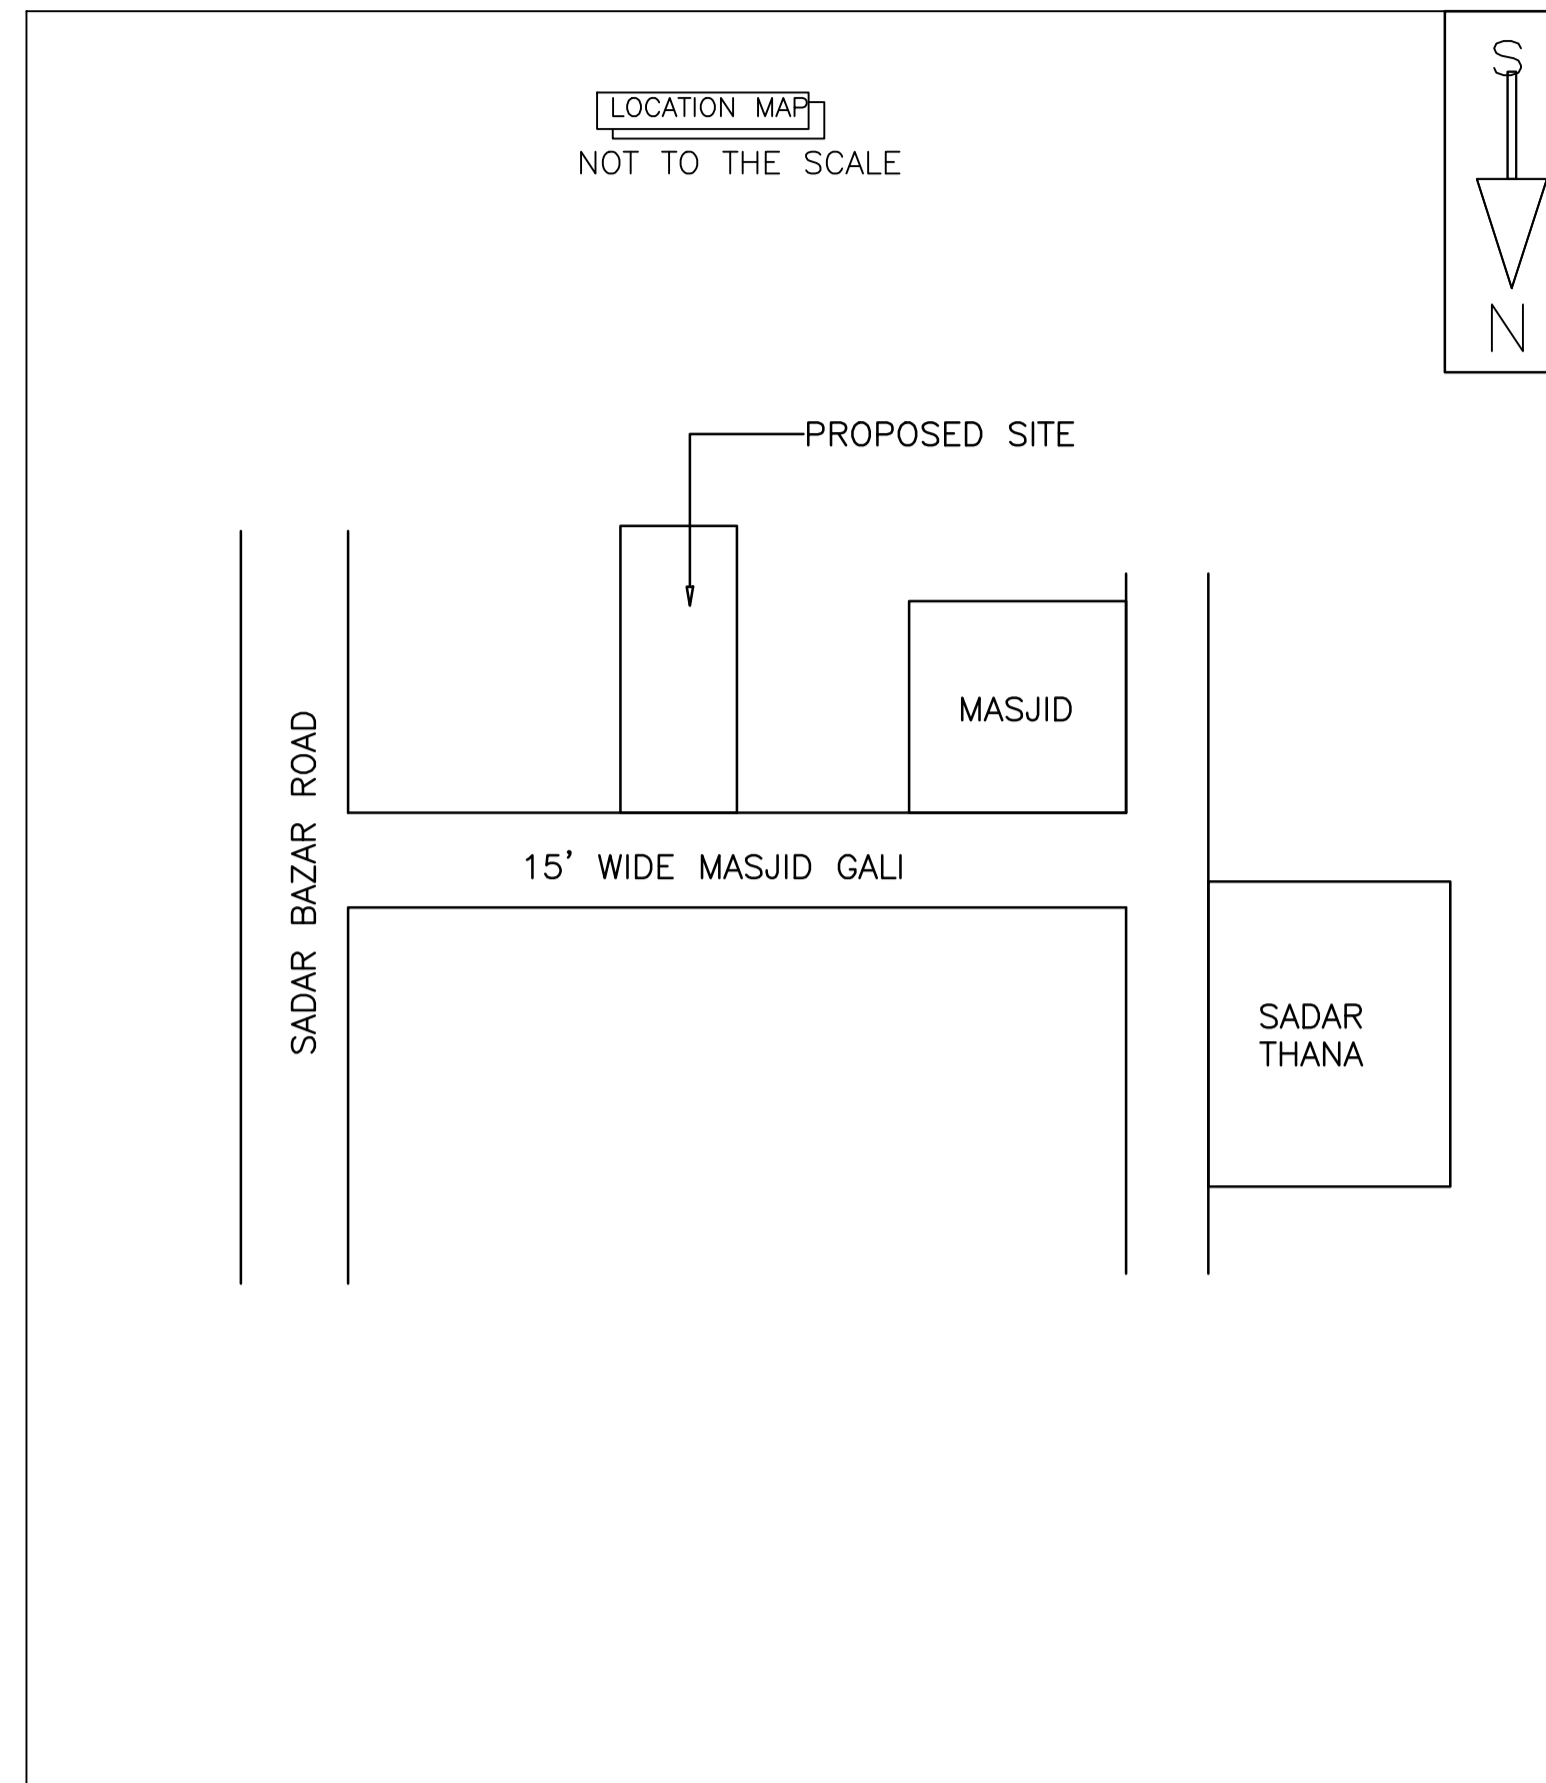 S
LOCATION MAP
NOT TO THE SCALE
N
PROPOSED SITE
MASJID
SADAR BAZAR ROAD
15' WIDE MASJID GALI
SADAR
THANA